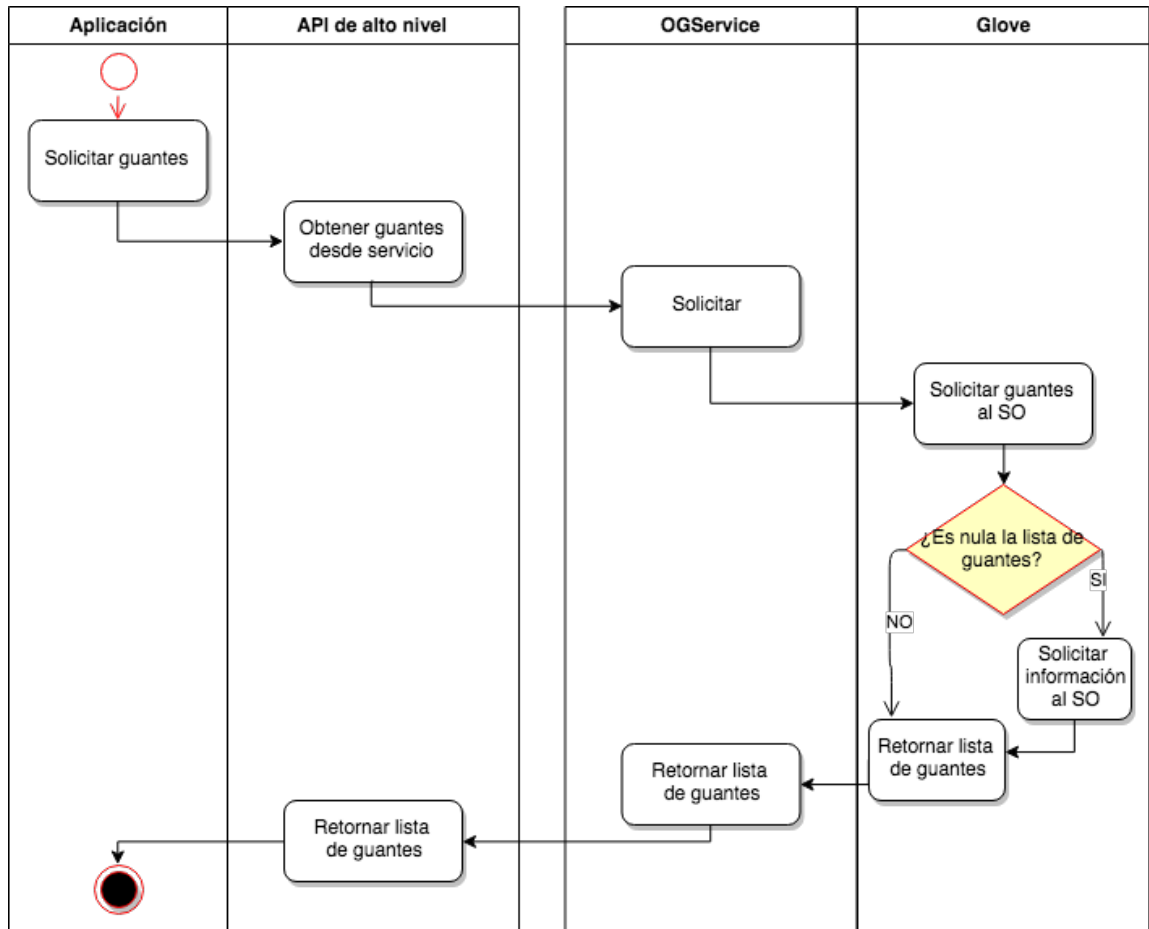 Aplicación
API de alto nivel
OGService
Glove
Solicitar guantes
Obtener guantes
desde servicio
Solicitar
Solicitar guantes
al SO
¿Es nula la lista de
guantes?
SI
NO
Solicitar
información
al SO
Retornar lista
de guantes
Retornar lista
de guantes
Retornar lista
de guantes